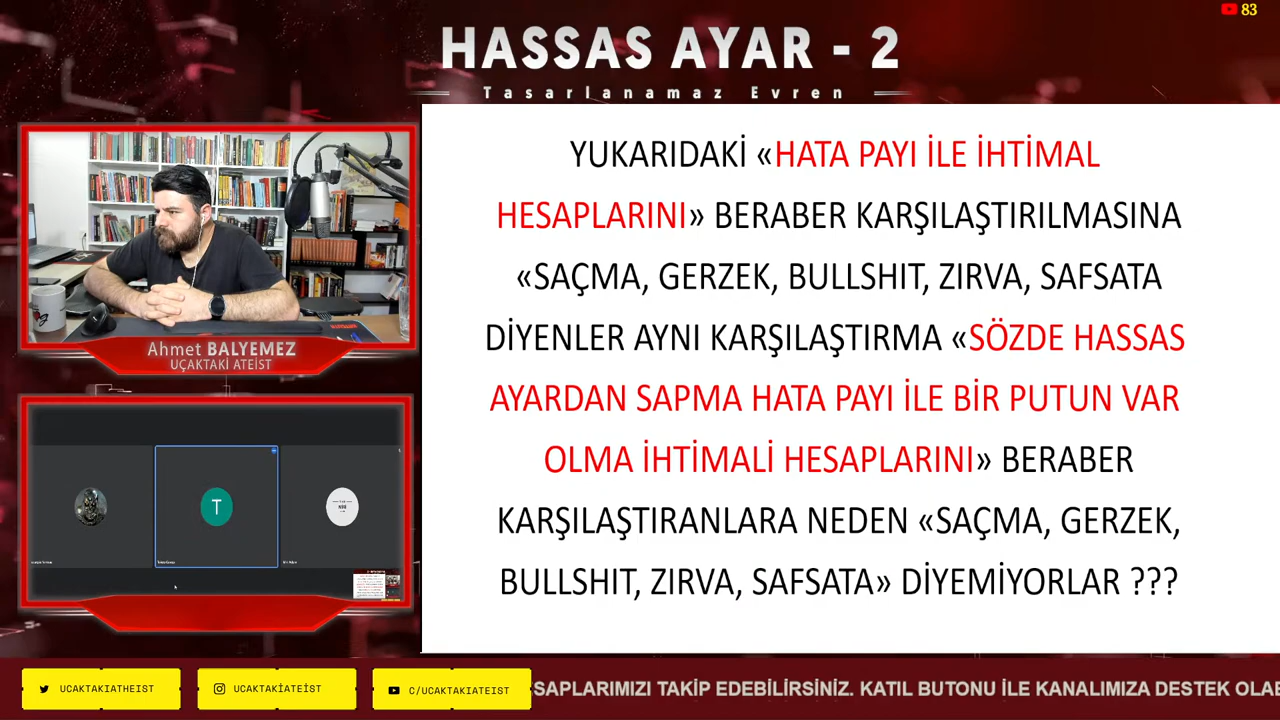 83
HASSAS AYAR - 2
Tasarlanamaz Evren
YUKARIDAKİ «HATA PAYI İLE İHTİMAL
HESAPLARINI» BERABER KARŞILAŞTIRILMASINA
«SAÇMA, GERZEK, BULLSHIT, ZIRVA, SAFSATA
DİYENLER AYNI KARŞILAŞTIRMA «SÖZDE HASSAS
AYARDAN SAPMA HATA PAYI İLE BİR PUTUN VAR
OLMA İHTİMALİ HESAPLARINI» BERABER
KARŞILAŞTIRANLARA NEDEN «SAÇMA, GERZEK,
BULLSHIT, ZIRVA, SAFSATA» DİYEMİYORLAR ???
Ahmet BALYEMEZ
UÇAKTAKİ ATEİST
T
UCAKTAKIATHEIST
UCAKTAKİATEİST
C/UCAKTAKIATEIST
SAPLARIMIZI TAKİP EDEBİLİRSİNİZ. KATIL BUTONU İLE KANALIMIZA DESTEK OLAB